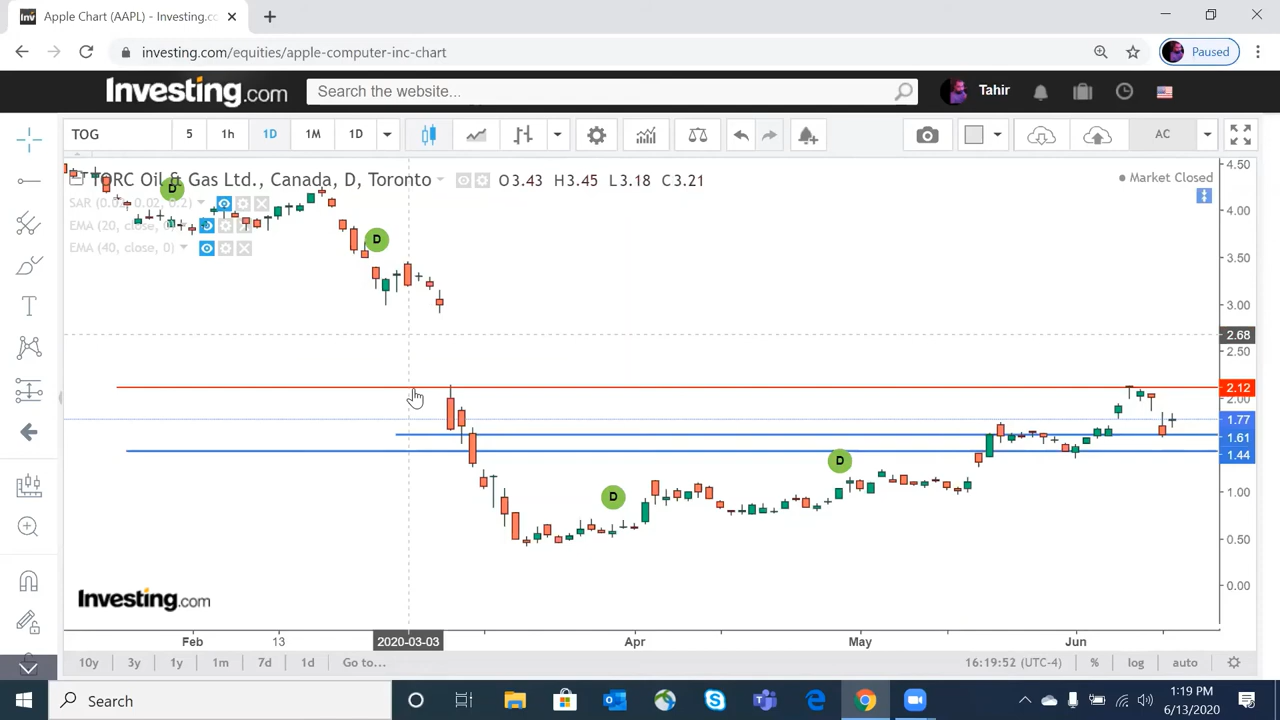 Inv Apple Chart (AAPL) - Investing.c
investing.com/equities/apple-computer-inc-chart
Paused
Investing.com
Search the website...
Tahir
TOG 5 1h 1D 1M 1D AC
TORC Oil & Gas Ltd., Canada, D, Toronto O3.43 H3.45 L3.18 C3.21
Market Closed
SAR (0.02, 0.02, 0.2)
EMA (20, close, 0)
EMA (40, close, 0)
D
D
D
D
4.50
4.00
3.50
3.00
2.68
2.50
2.12
2.00
1.77
1.61
1.44
1.00
0.50
0.00
Investing.com
Feb 13 2020-03-03 Apr May Jun
10y 3y 1y 1m 7d 1d Go to... 16:19:52 (UTC-4) % log auto
T
Search
1:19 PM
6/13/2020